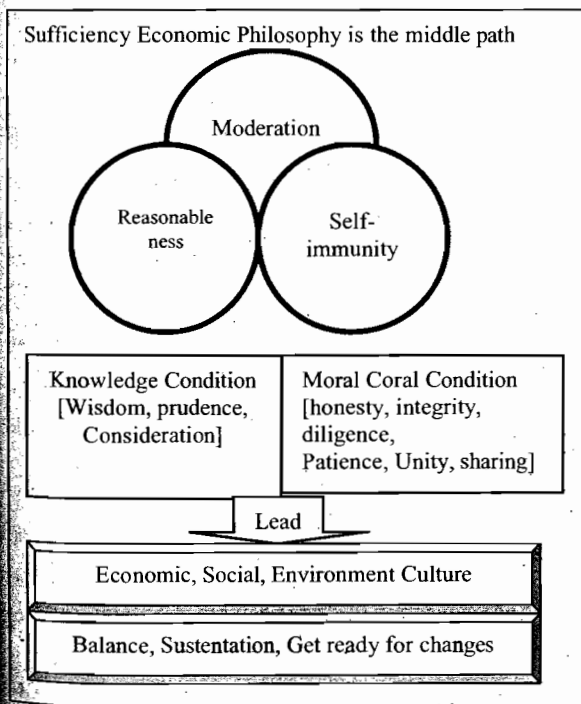 Sufficiency Economic Philosophy is the middle path
Moderation
Reasonable
ness
Self-
immunity
Knowledge Condition
[Wisdom, prudence,
Consideration]
Moral Coral Condition
[honesty, integrity,
diligence,
Patience, Unity, sharing]
Lead
Economic, Social, Environment Culture
Balance, Sustentation, Get ready for changes